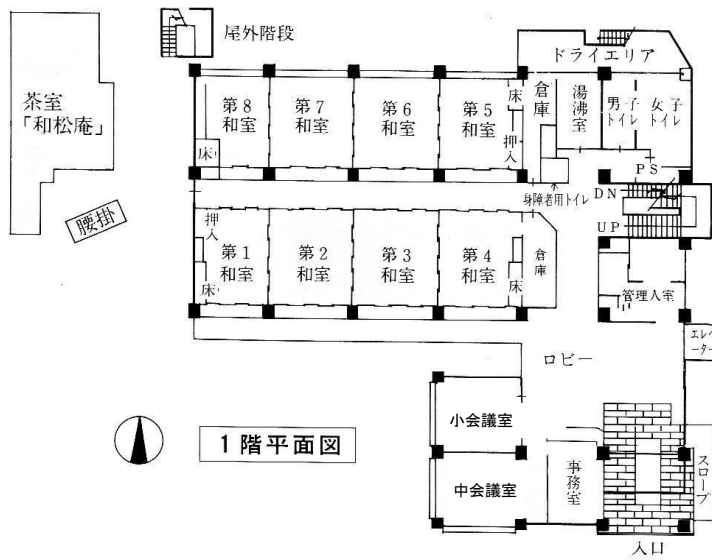 屋外階段
ドライエリア
茶室
「和松庵」
腰掛
第8
和室
第7
和室
第6
和室
第5
和室
床
押入
床
倉庫
湯沸室
男子
トイレ
女子
トイレ
PS
身障者用トイレ
DN
UP
押入
第1
和室
床
第2
和室
第3
和室
第4
和室
床
倉庫
管理人室
エレベーター
ロビー
小会議室
中会議室
事務室
スロープ
入口
1階平面図